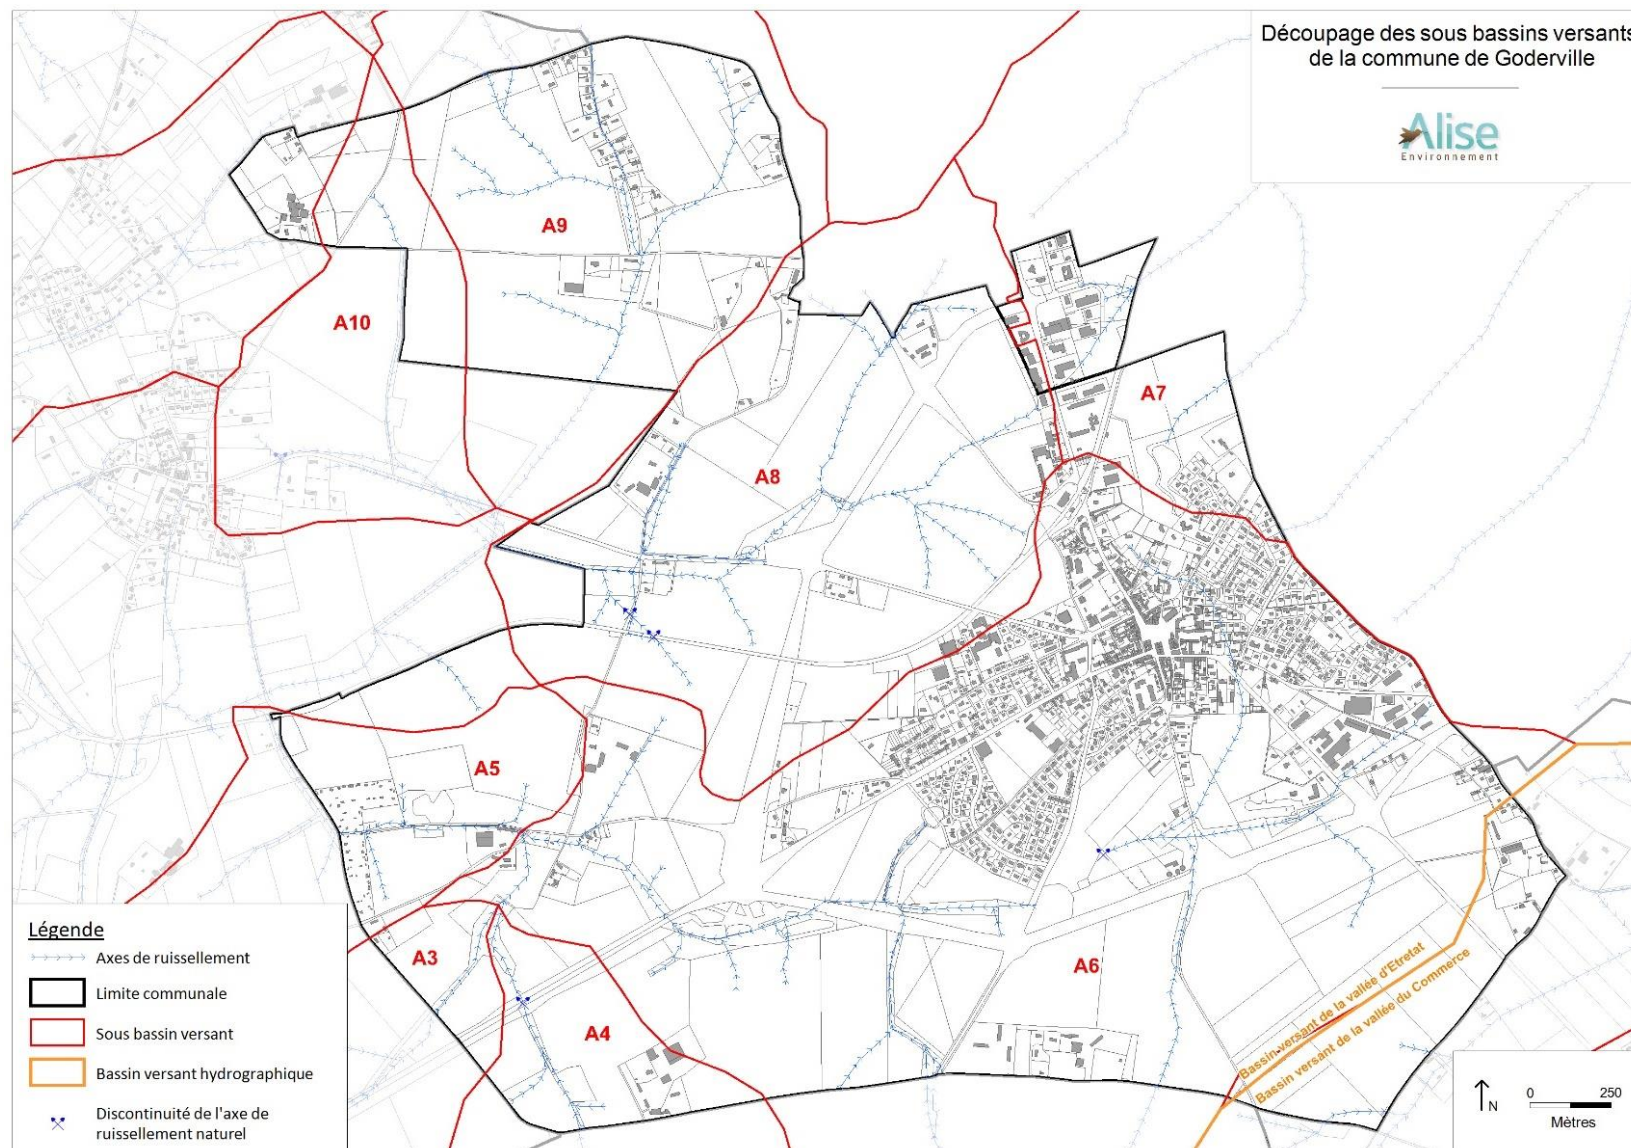 Découpage des sous bassins versants
de la commune de Goderville
Alise
Environnement
A9
A10
A7
A8
A5
A3
A4
A6
Bassin versant de la vallée d'Etretat
Bassin versant de la vallée du Commerce
Légende
Axes de ruissellement
Limite communale
Sous bassin versant
Bassin versant hydrographique
Discontinuité de l'axe de
ruissellement naturel
N
0 250
Mètres